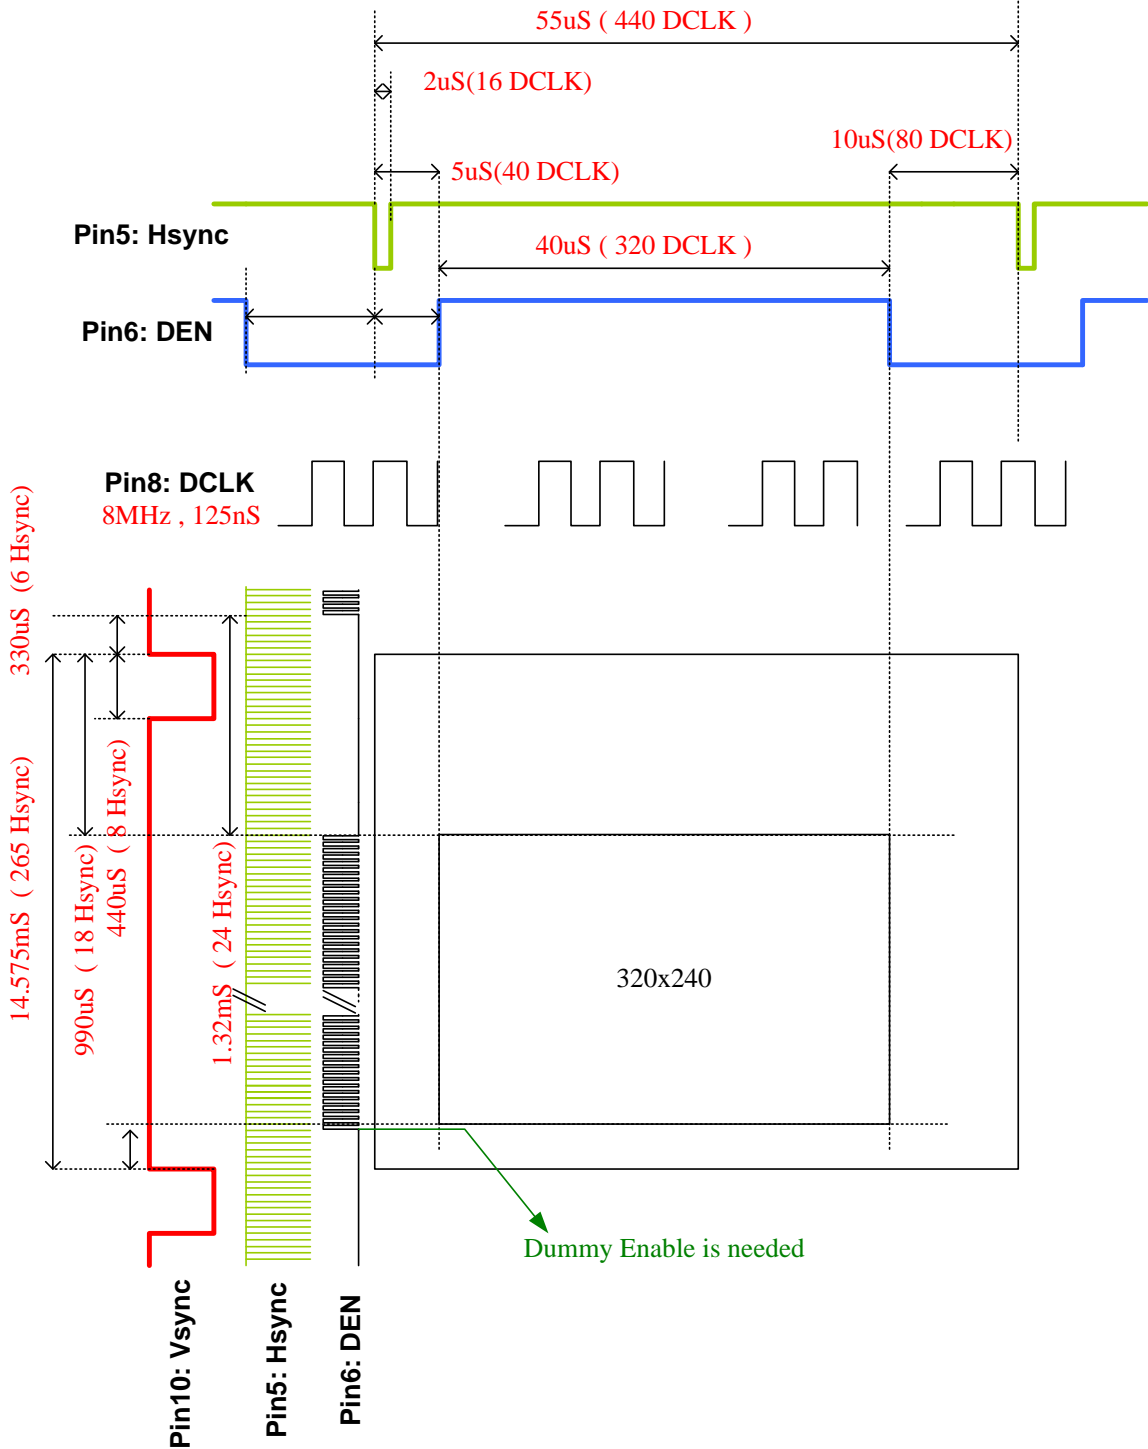 55uS ( 440 DCLK )
2uS(16 DCLK)
10uS(80 DCLK)
5uS(40 DCLK)
Pin5: Hsync
40uS ( 320 DCLK )
Pin6: DEN
Pin8: DCLK
8MHz , 125nS
330uS (6 Hsync)
14.575mS ( 265 Hsync)
990uS ( 18 Hsync)
440uS ( 8 Hsync)
1.32mS ( 24 Hsync)
320x240
Dummy Enable is needed
Pin10: Vsync
Pin5: Hsync
Pin6: DEN